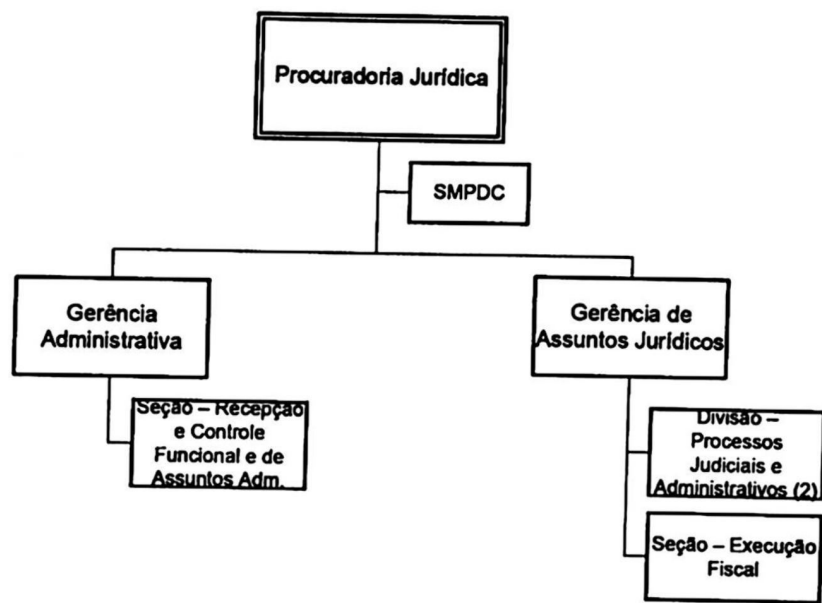 Procuradoria Jurídica
SMPDC
Gerência
Administrativa
Gerência de
Assuntos Jurídicos
Seção – Recepção
e Controle
Funcional e de
Assuntos Adm.
Divisão –
Processos
Judiciais e
Administrativos (2)
Seção – Execução
Fiscal